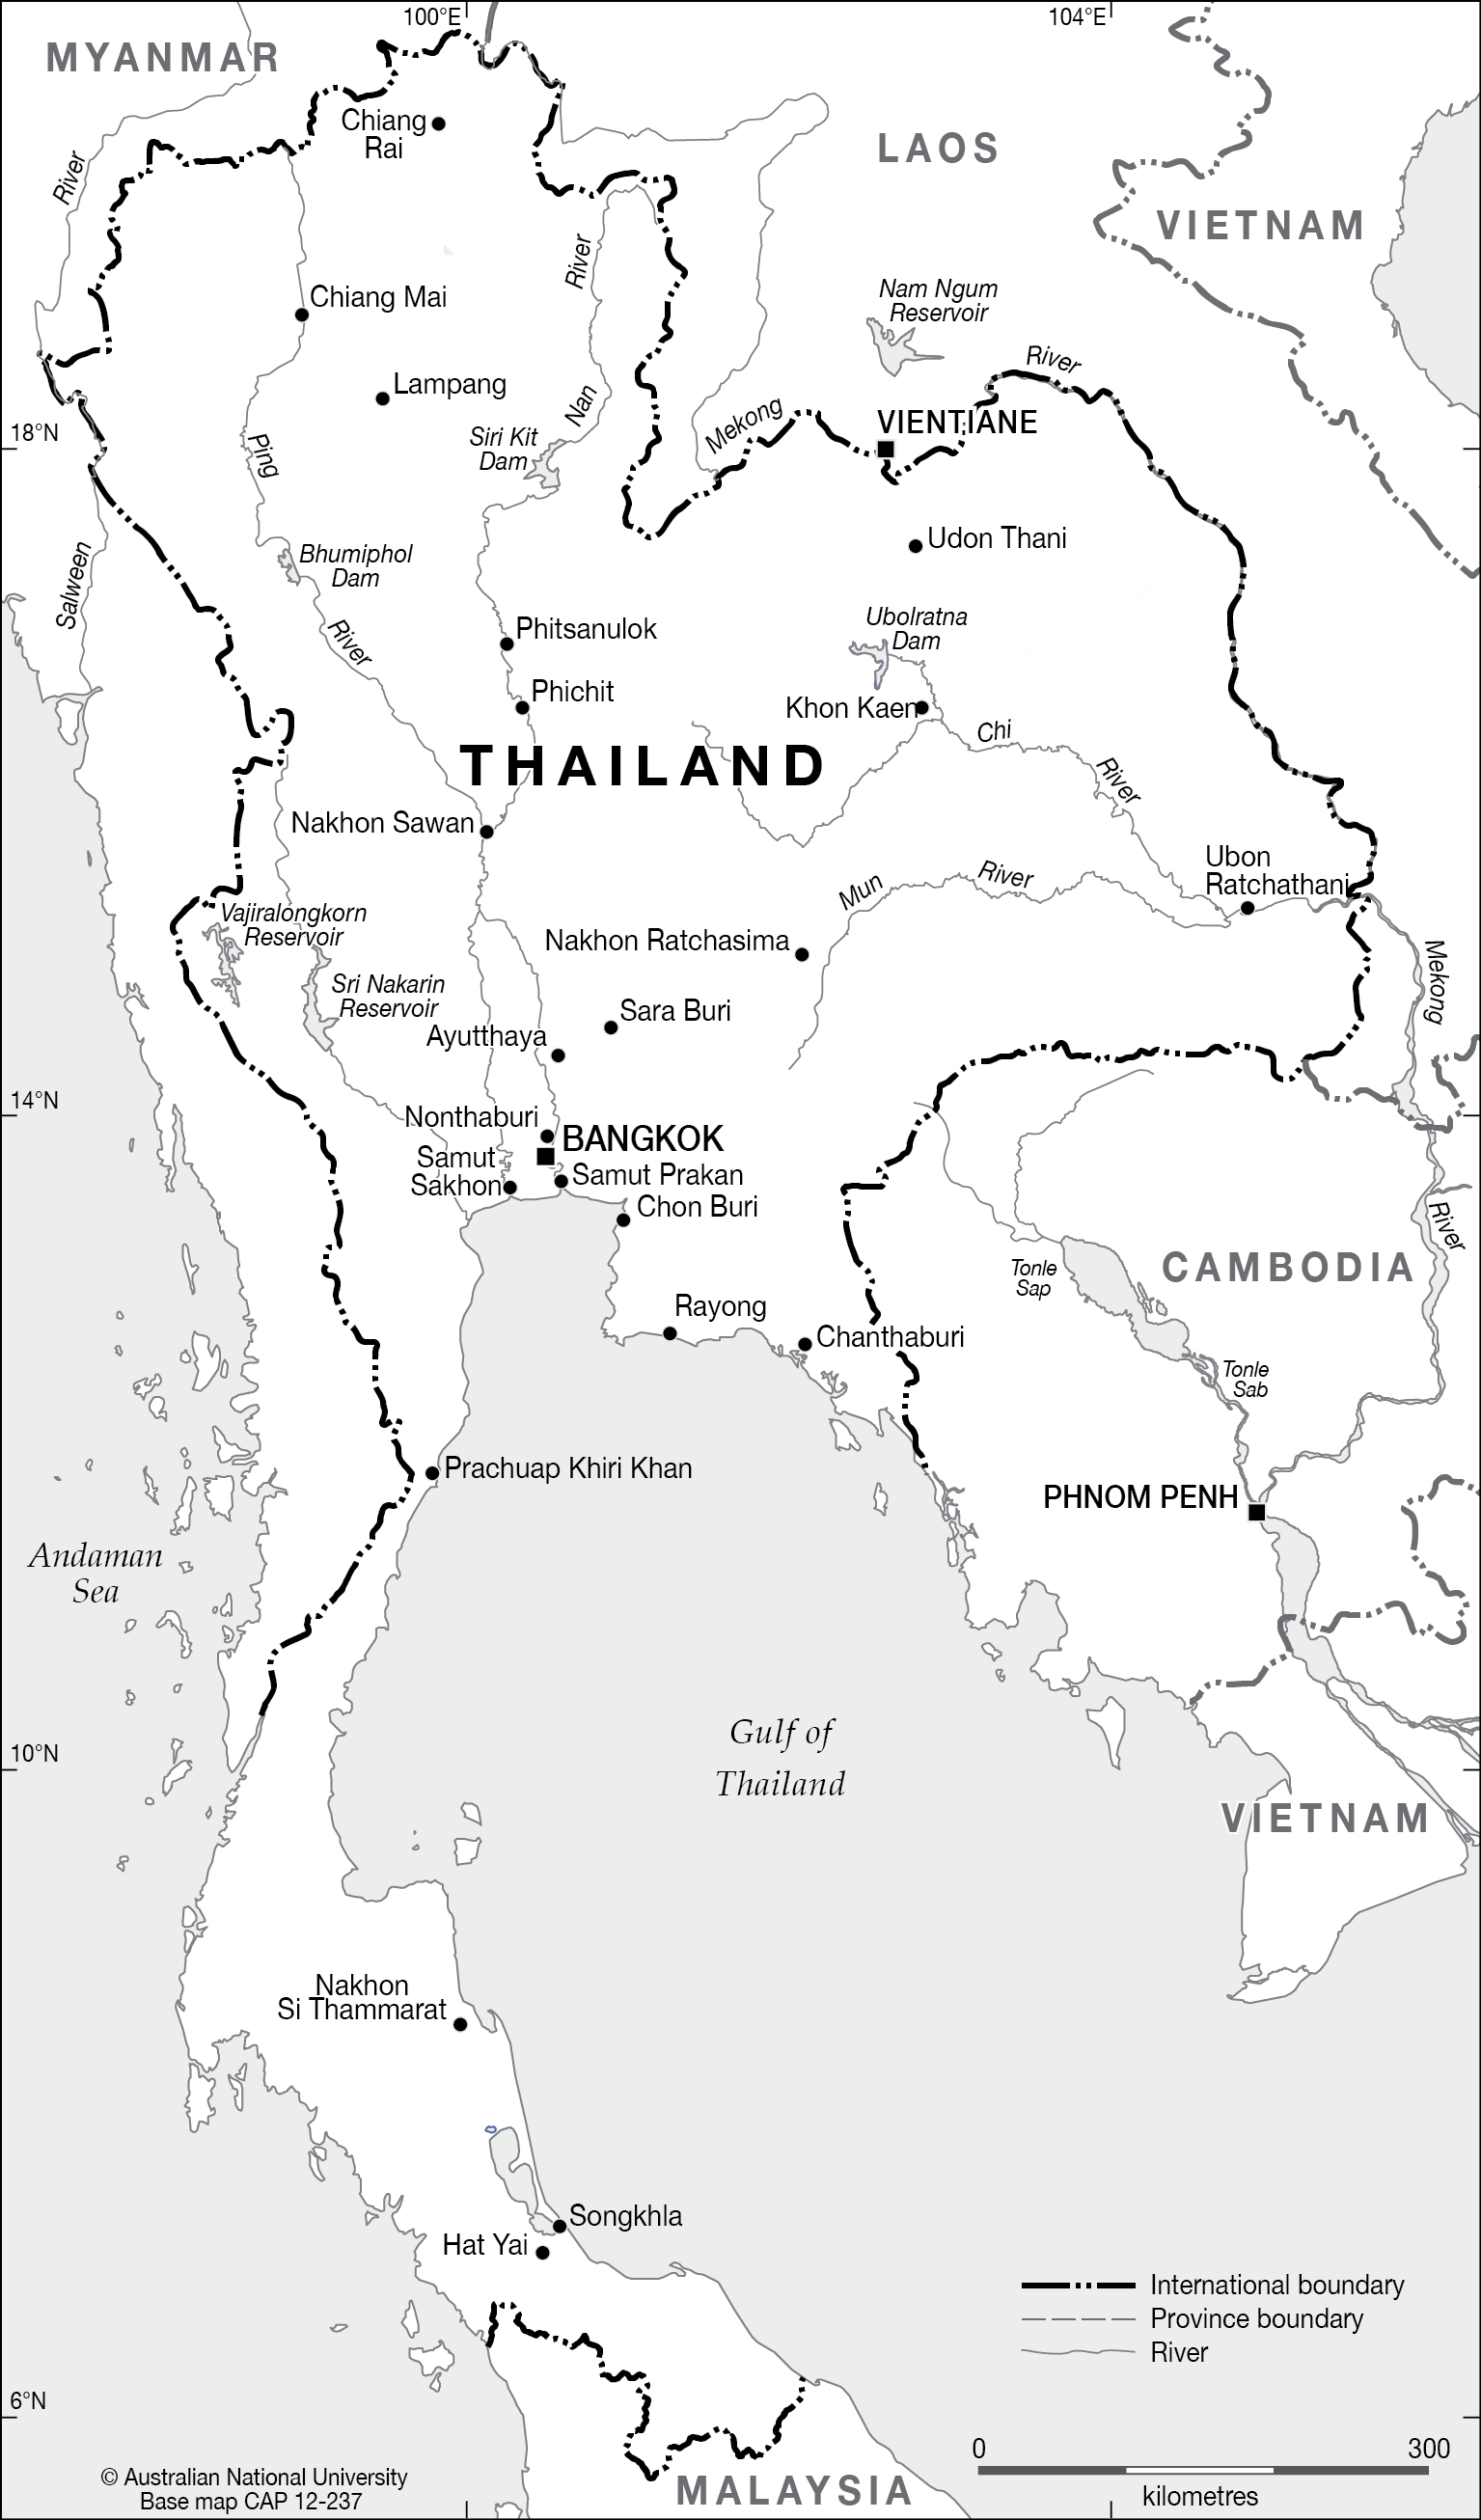 100°E
104°E
MYANMAR
Chiang
Rai
LAOS
River
VIETNAM
River
Nam Ngum
Reservoir
Chiang Mai
River
Lampang
Nan
Mekong
VIENTIANE
18°N
Siri Kit
Dam
Ping
Udon Thani
Bhumiphol
Dam
Salween
River
Phitsanulok
Ubolratna
Dam
Phichit
Khon Kaen
Chi
THAILAND
River
Nakhon Sawan
Ubon
Ratchathani
Mun
River
Vajiralongkorn
Reservoir
Nakhon Ratchasima
Mekong
Sri Nakarin
Reservoir
Sara Buri
Ayutthaya
14°N
Nonthaburi
BANGKOK
Samut
Sakhon
Samut Prakan
Chon Buri
River
CAMBODIA
Tonle
Sap
Rayong
Chanthaburi
Tonle
Sab
Prachuap Khiri Khan
PHNOM PENH
Andaman
Sea
Gulf of
Thailand
10°N
VIETNAM
Nakhon
Si Thammarat
Songkhla
Hat Yai
International boundary
Province boundary
River
6°N
0
300
kilometres
© Australian National University
Base map CAP 12-237
MALAYSIA